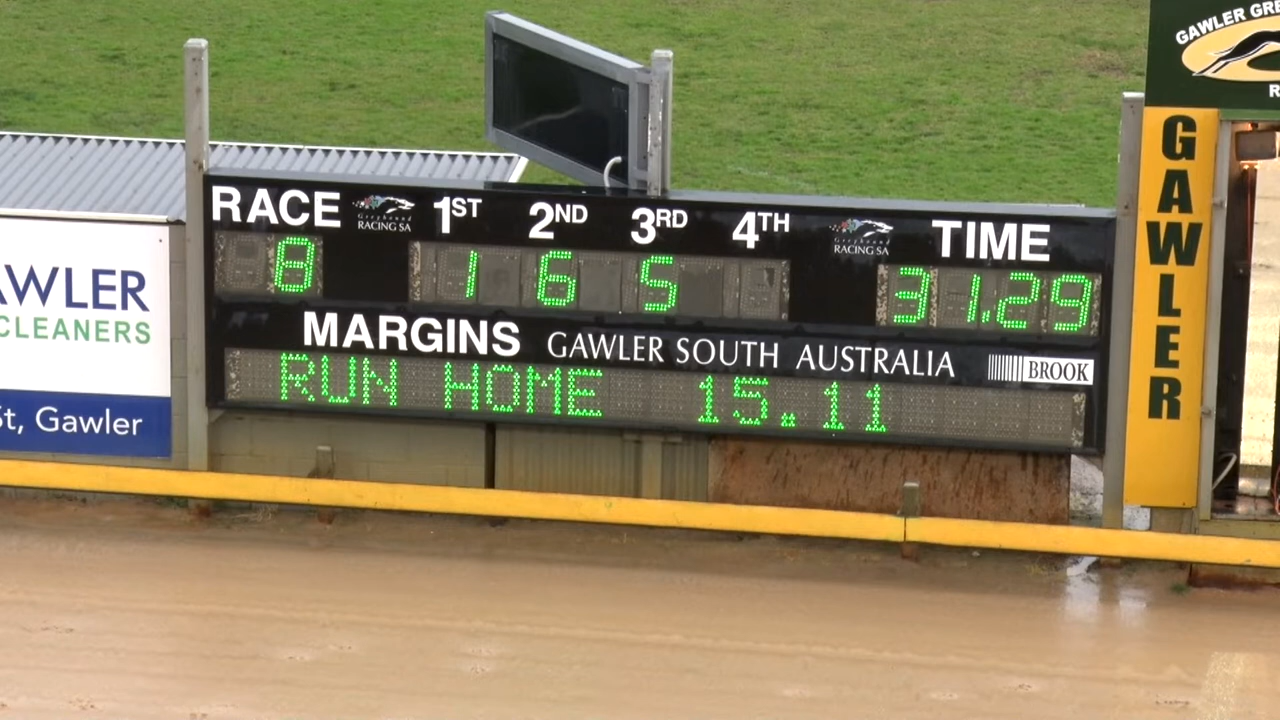 GAWLER GRE
R
GAWLER
RACE 1ST 2ND 3RD 4TH TIME
Greyhound
RACING SA
Greyhound
RACING SA
8 1 6 5 31.29
MARGINS GAWLER SOUTH AUSTRALIA BROOK
RUN HOME 15.11
AWLER
CLEANERS
St, Gawler